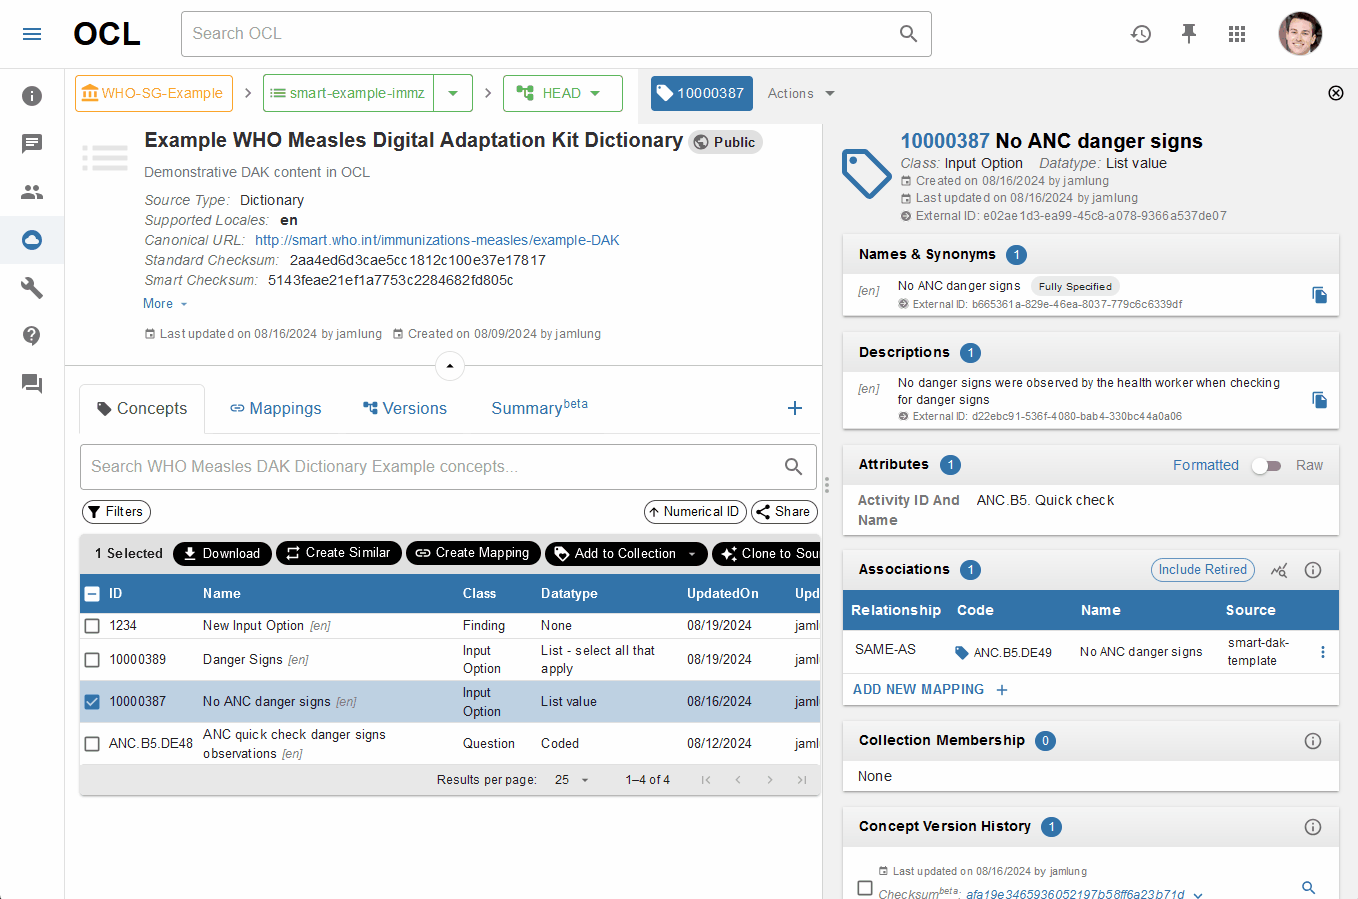 OCL
Search OCL
WHO-SG-Example
smart-example-immz
HEAD
10000387
Actions
Example WHO Measles Digital Adaptation Kit Dictionary
Public
Demonstrative DAK content in OCL
Source Type: Dictionary
Supported Locales: en
Canonical URL: http://smart.who.int/immunizations-measles/example-DAK
Standard Checksum: 2aa4ed6d3cae5cc1812c100e37e17817
Smart Checksum: 5143feae21ef1a7753c2284682fd805c
More
Last updated on 08/16/2024 by jamlung Created on 08/09/2024 by jamlung
Concepts
Mappings
Versions
Summary beta
Search WHO Measles DAK Dictionary Example concepts...
Filters
Numerical ID
Share
1 Selected
Download
Create Similar
Create Mapping
Add to Collection
Clone to Sou
ID Name Class Datatype UpdatedOn Upd
1234 New Input Option [en] Finding None 08/19/2024 jamlu
10000389 Danger Signs [en] Input Option List - select all that apply 08/19/2024 jamlu
10000387 No ANC danger signs [en] Input Option List value 08/16/2024 jamlu
ANC.B5.DE48 ANC quick check danger signs observations [en] Question Coded 08/12/2024 jamlu
Results per page: 25 1–4 of 4
10000387 No ANC danger signs
Class: Input Option Datatype: List value
Created on 08/16/2024 by jamlung
Last updated on 08/16/2024 by jamlung
External ID: e02ae1d3-ea99-45c8-a078-9366a537de07
Names & Synonyms 1
[en] No ANC danger signs Fully Specified
External ID: b665361a-829e-46ea-8037-779c6c6339df
Descriptions 1
[en] No danger signs were observed by the health worker when checking
for danger signs
External ID: d22ebc91-536f-4080-bab4-330bc44a0a06
Attributes 1
Formatted Raw
Activity ID And Name ANC.B5. Quick check
Associations 1
Include Retired
Relationship Code Name Source
SAME-AS ANC.B5.DE49 No ANC danger signs smart-dak-template
ADD NEW MAPPING
Collection Membership 0
None
Concept Version History 1
Last updated on 08/16/2024 by jamlung
Checksum beta: afa19e3465936052197b58ff6a23b71d